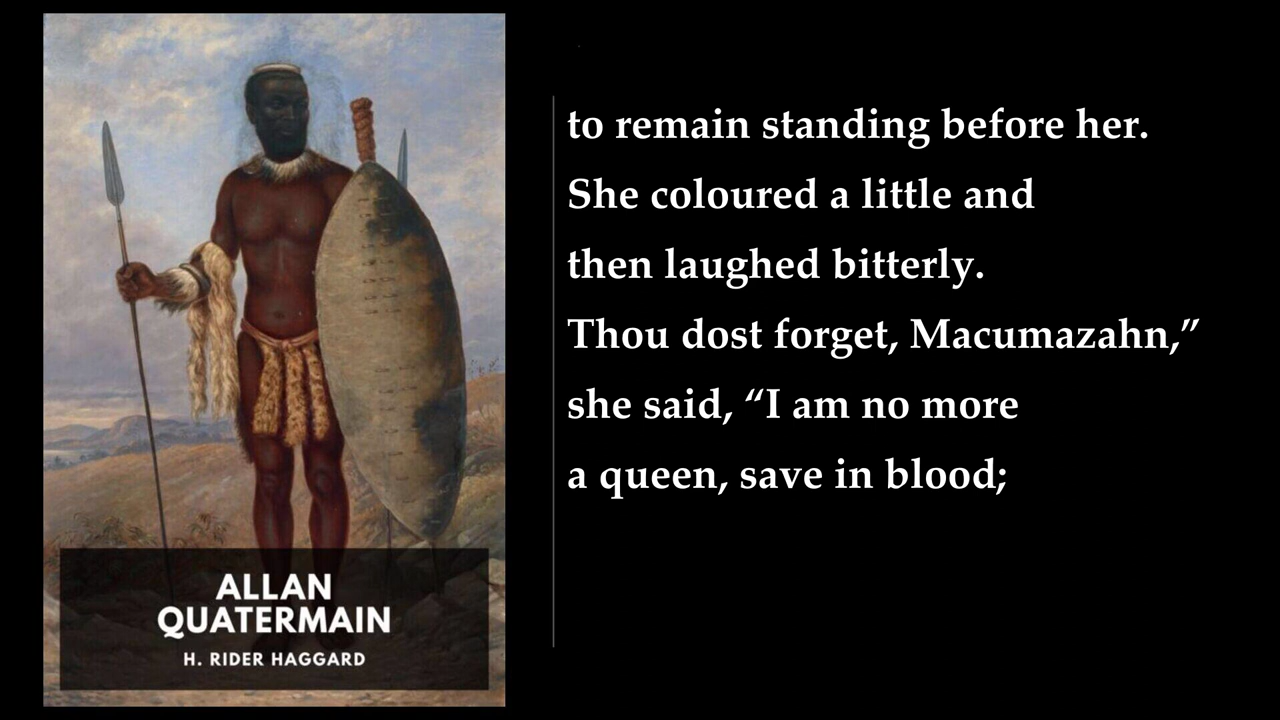 to remain standing before her.
She coloured a little and
then laughed bitterly.
Thou dost forget, Macumazahn,”
she said, “I am no more
a queen, save in blood;
ALLAN
QUATERMAIN
H. RIDER HAGGARD